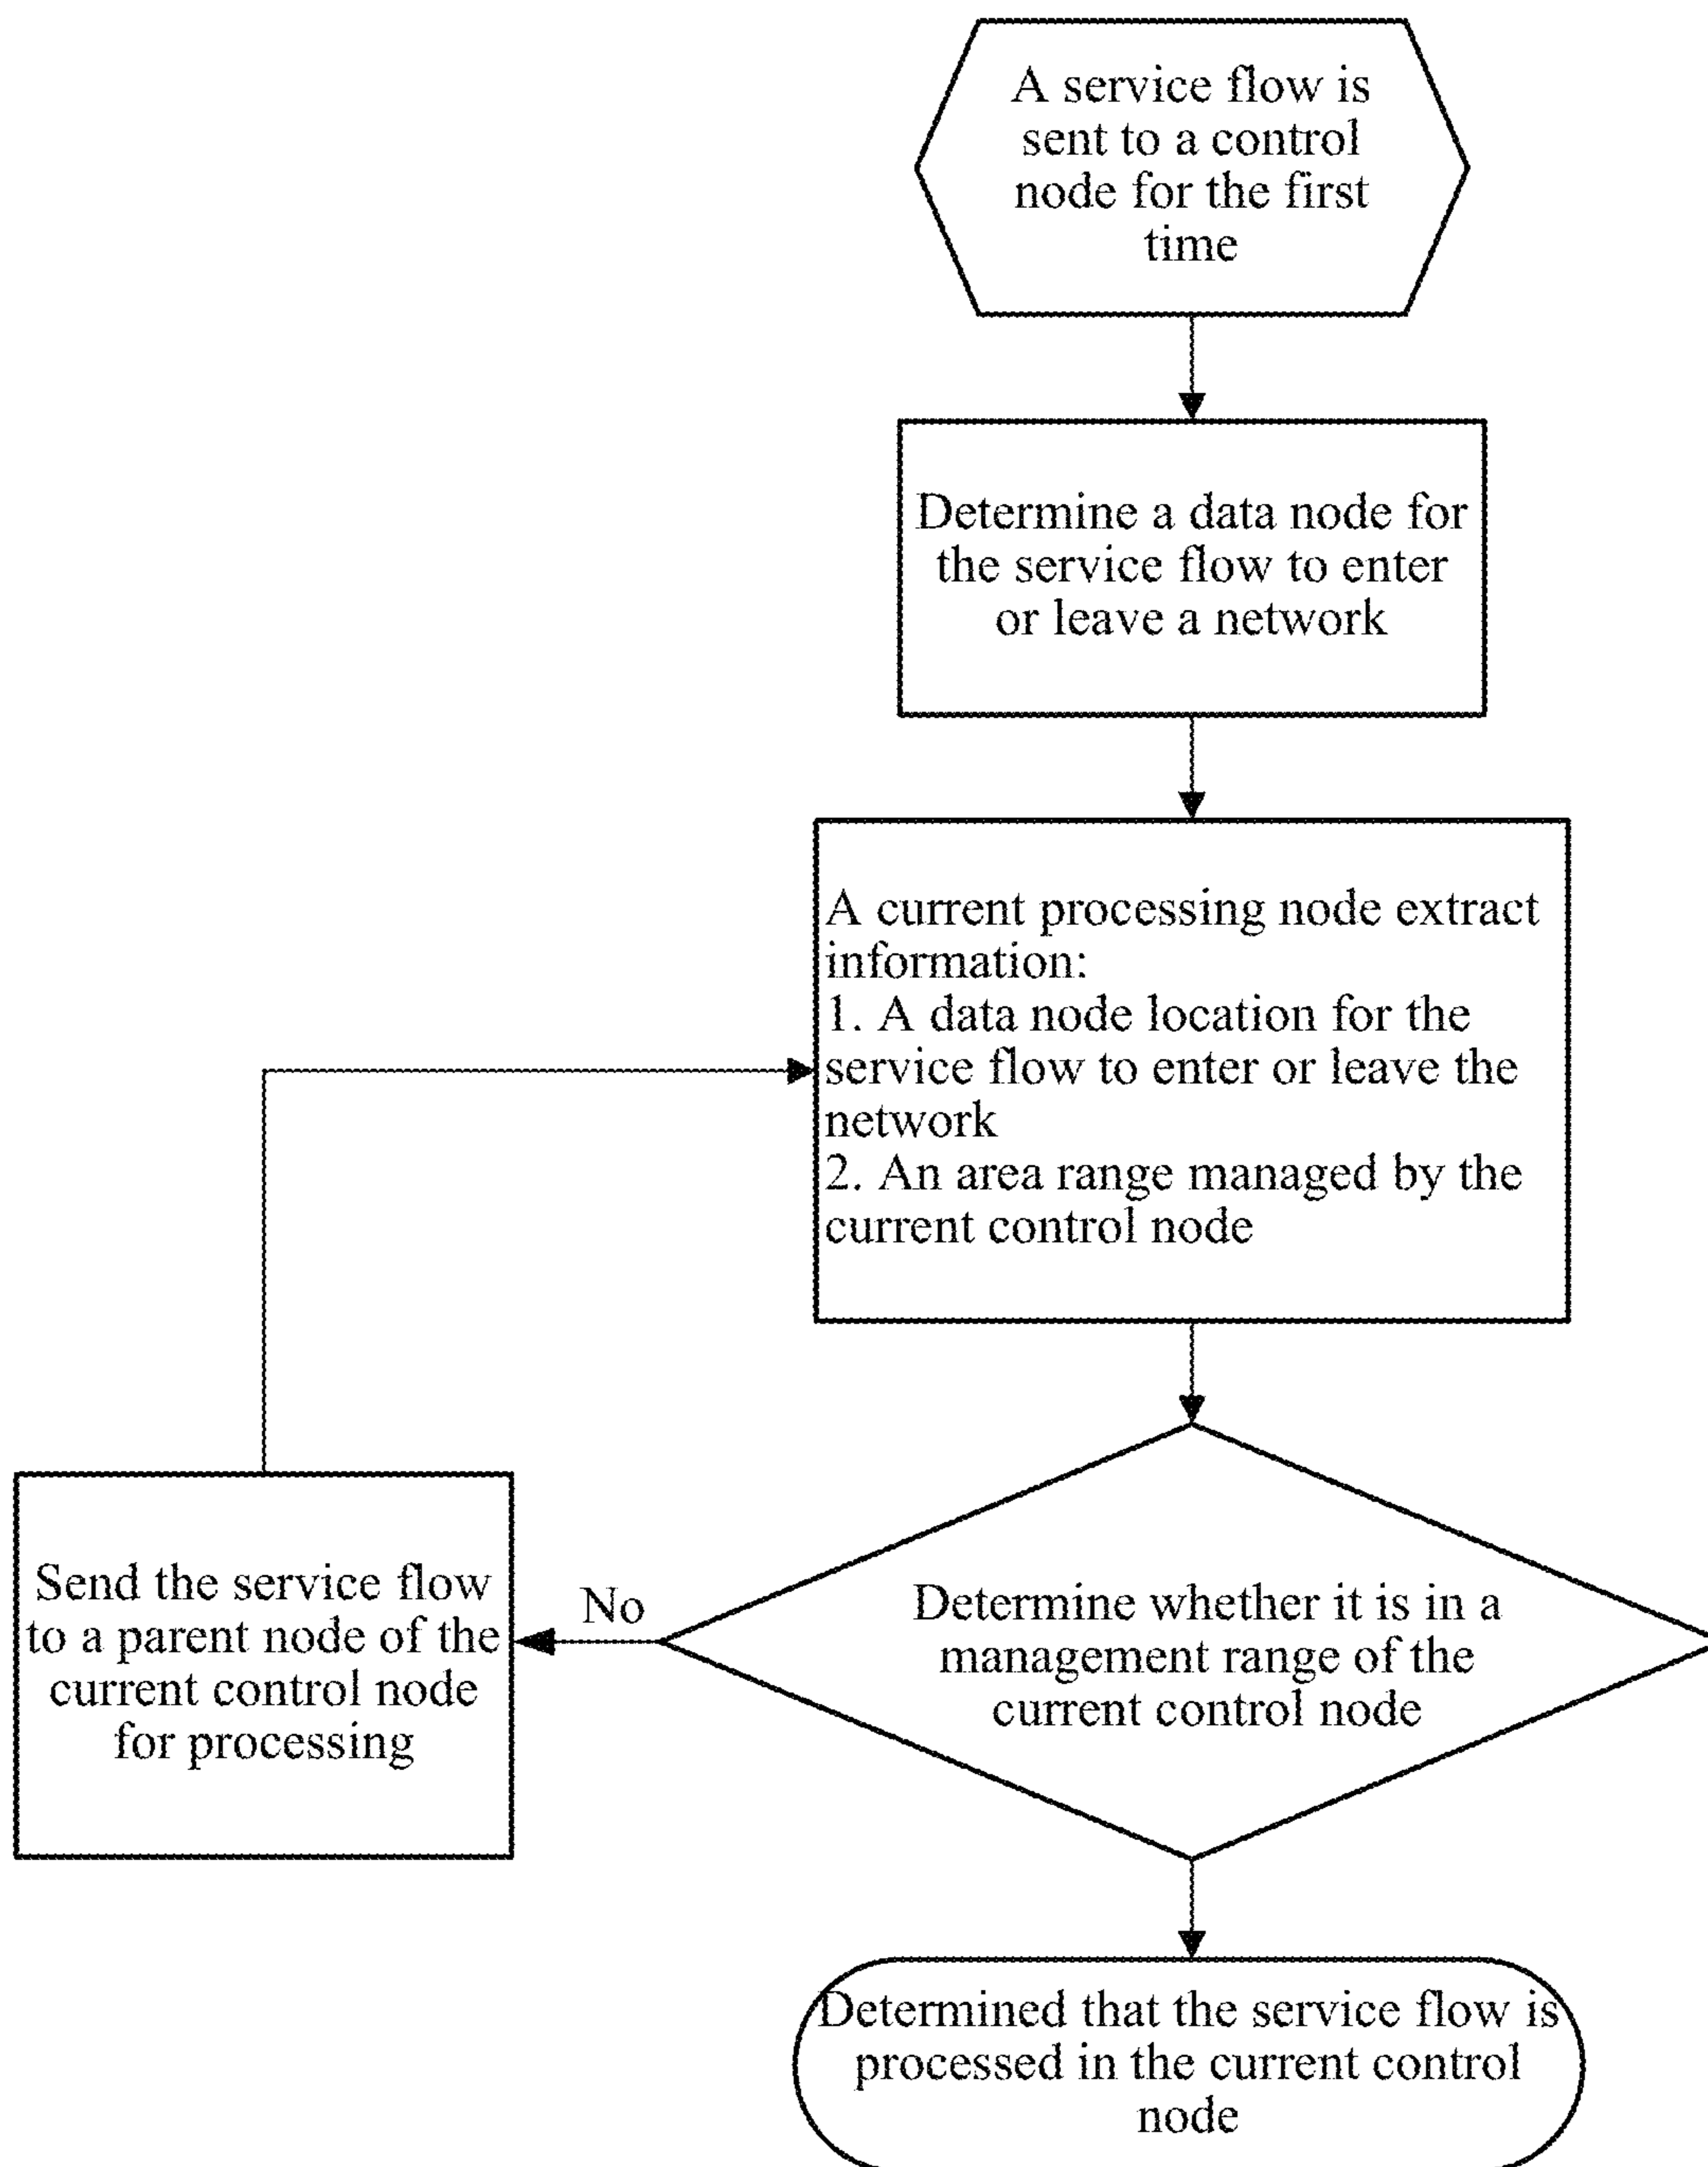 A service flow is
sent to a control
node for the first
time
Determine a data node for
the service flow to enter
or leave a network
A current processing node extract
information:
1. A data node location for the
service flow to enter or leave the
network
2. An area range managed by the
current control node
Send the service flow
to a parent node of the
current control node
for processing
No
Determine whether it is in a
management range of the
current control node
Determined that the service flow is
processed in the current control
node